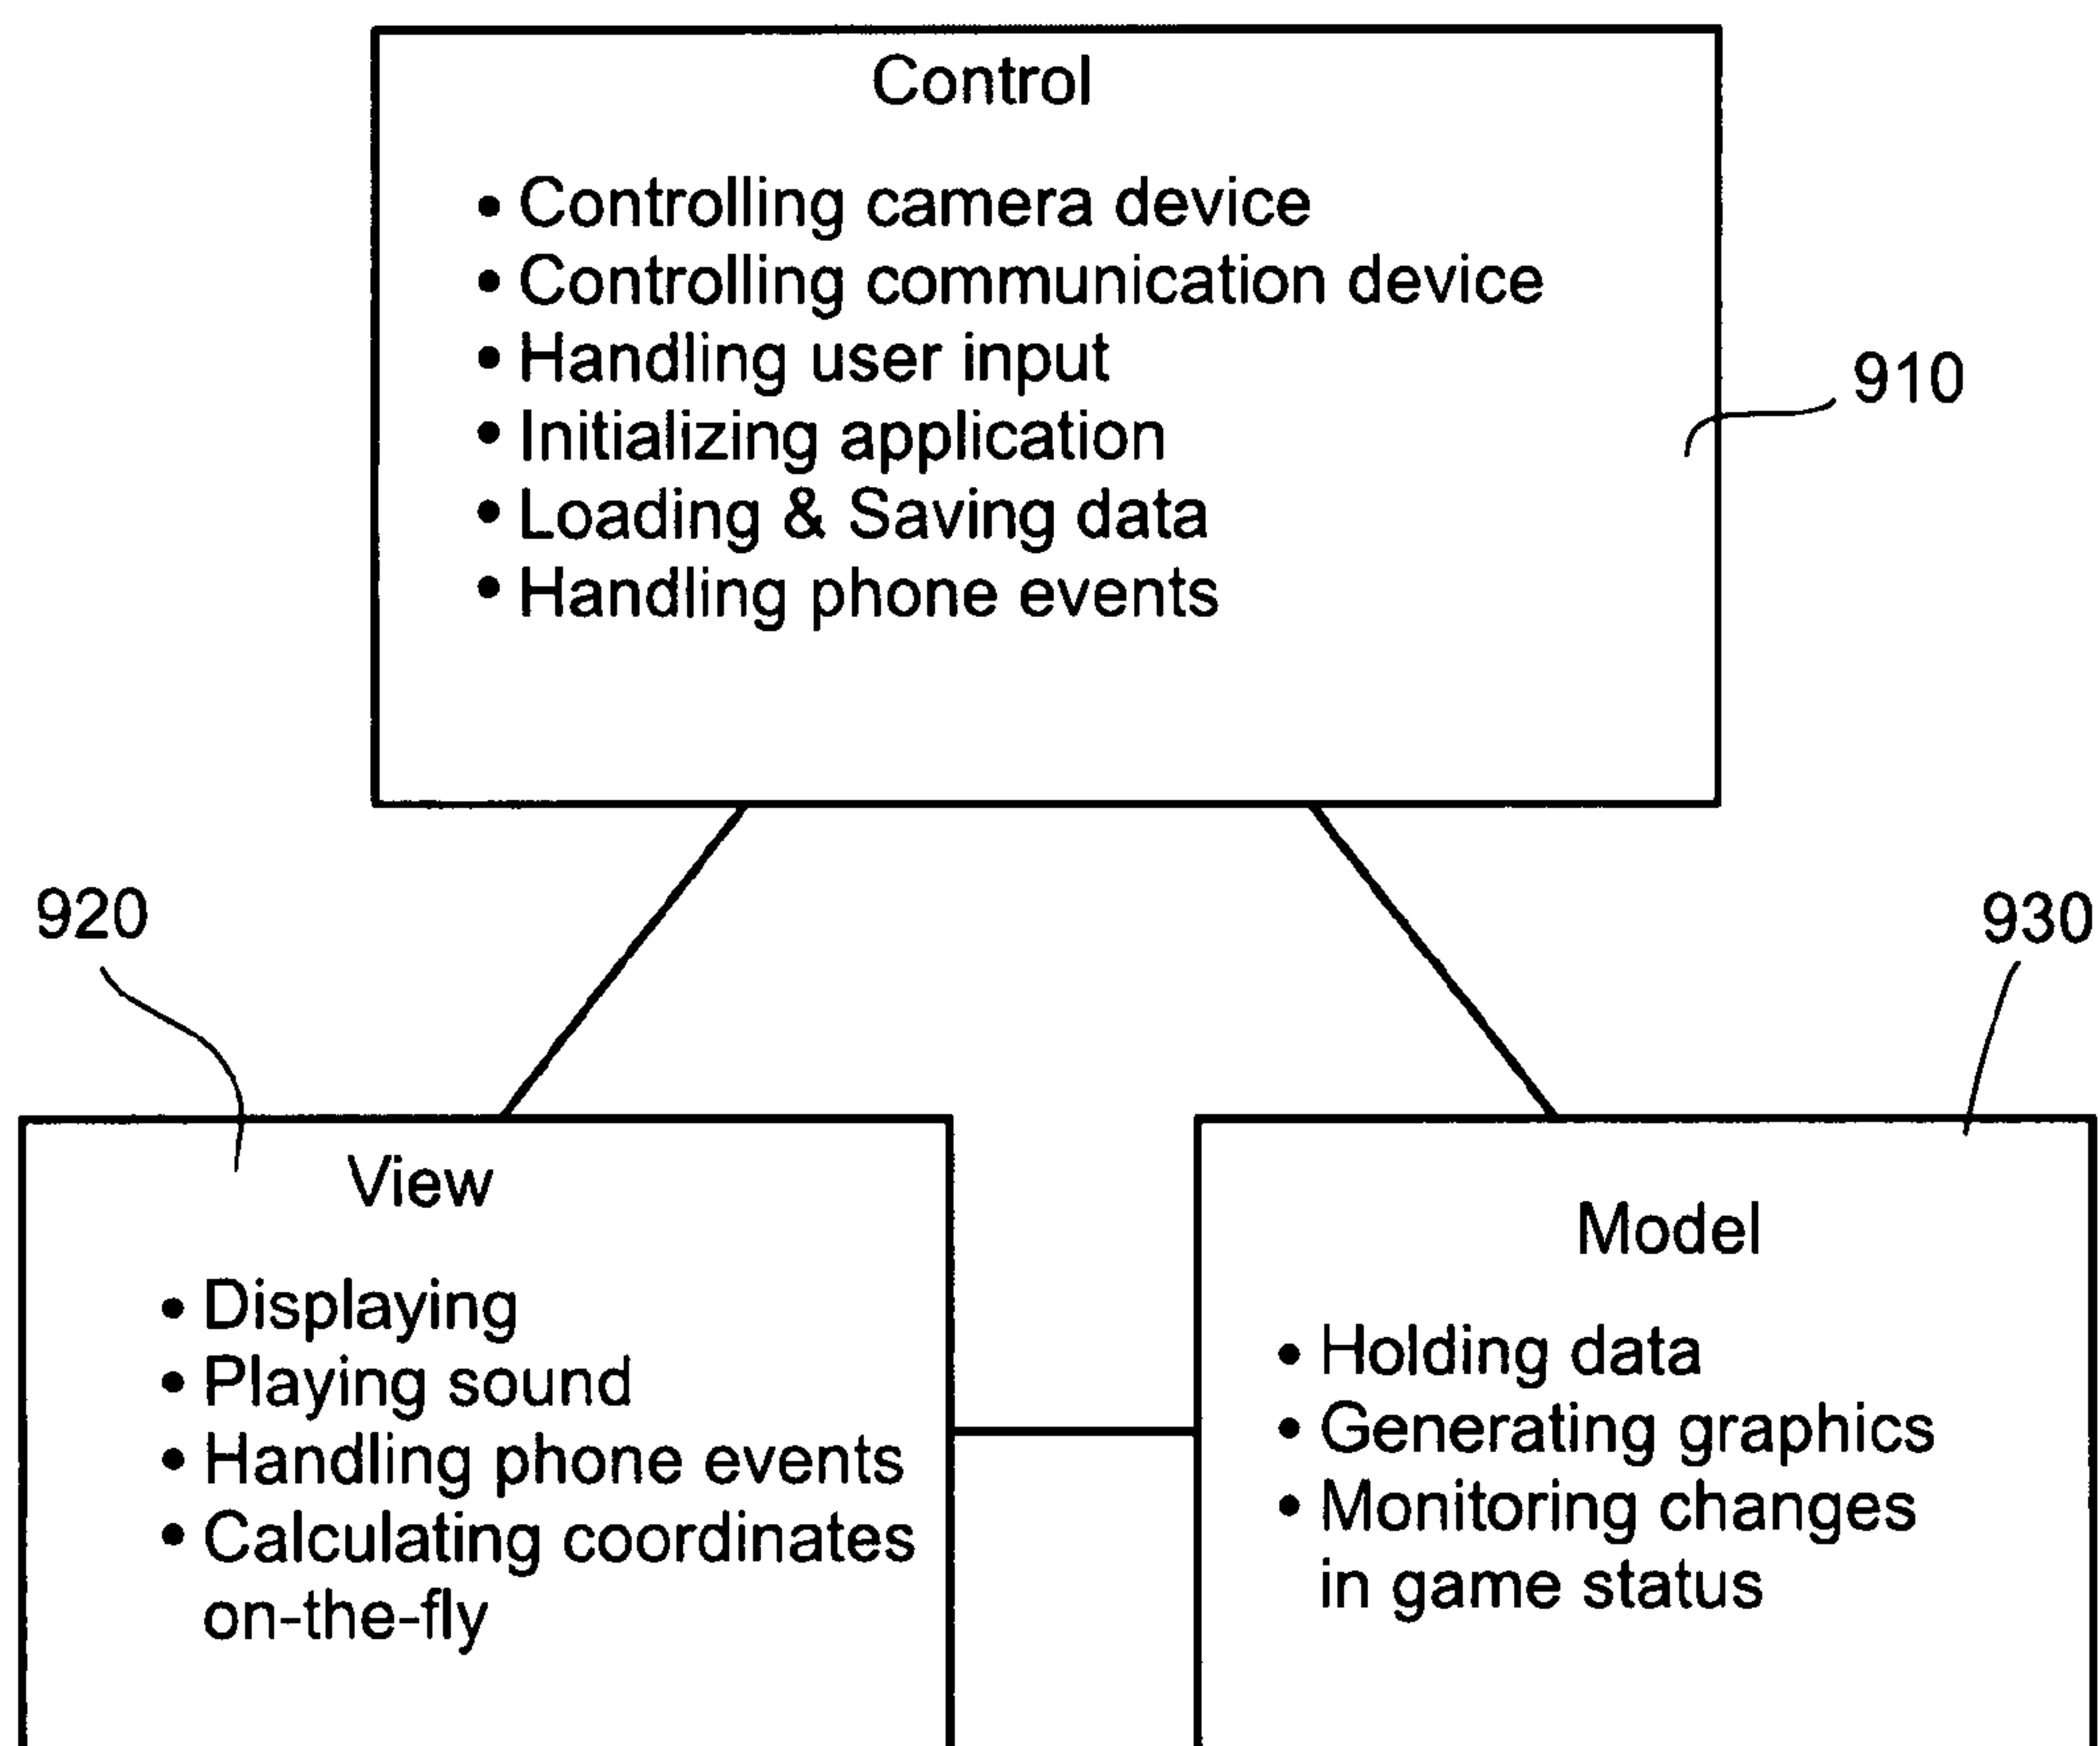 Control
• Controlling camera device
• Controlling communication device
• Handling user input
• Initializing application
• Loading & Saving data
• Handling phone events
910
920
930
View
• Displaying
• Playing sound
• Handling phone events
• Calculating coordinates
on-the-fly
Model
• Holding data
• Generating graphics
• Monitoring changes
in game status